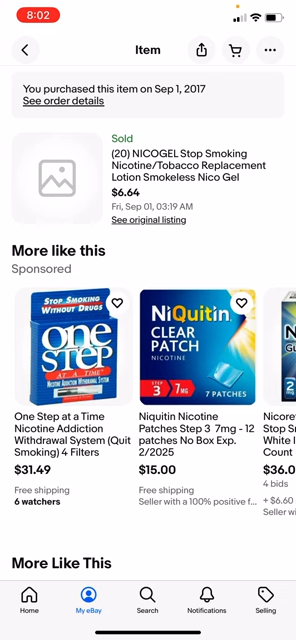 8:02
Item
You purchased this item on Sep 1, 2017
See order details
Sold
(20) NICOGEL Stop Smoking
Nicotine/Tobacco Replacement
Lotion Smokeless Nico Gel
$6.64
Fri, Sep 01, 03:19 AM
See original listing
More like this
Sponsored
STOP SMOKING
WITHOUT DRUGS
one
STEP
AT A TIME
NICOTINE ADDICTION WITHDRAWAL SYSTEM
NiQuitin
CLEAR
PATCH
NICOTINE
STEP
3
7mg
7 PATCHES
One Step at a Time
Nicotine Addiction
Withdrawal System (Quit
Smoking) 4 Filters
$31.49
Free shipping
6 watchers
Niquitin Nicotine
Patches Step 3 7mg - 12
patches No Box Exp.
2/2025
$15.00
Free shipping
Seller with a 100% positive f...
Nicore
Stop S
White I
Count
$36.0
4 bids
+ $6.60
Seller wi
More Like This
Home
My eBay
Search
Notifications
Selling